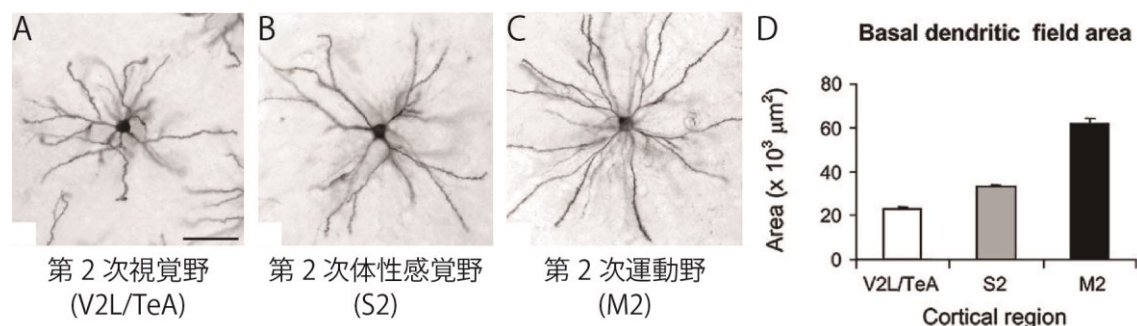 A
B
C
D
Basal dendritic field area
80
60
40
20
0
Area (x 10³ μm²)
V2L/TeA
S2
M2
Cortical region
第2次視覚野
(V2L/TeA)
第2次体性感覚野
(S2)
第2次運動野
(M2)